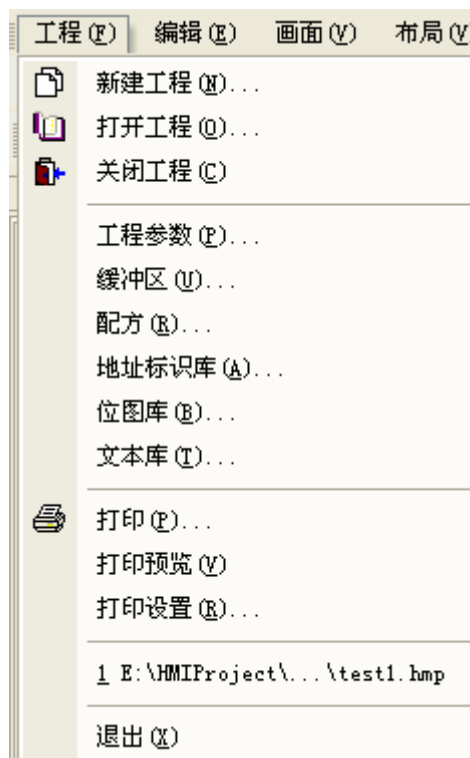 工程(F) 编辑(E) 画面(V) 布局(V
新建工程(N)...
打开工程(O)...
关闭工程(C)
工程参数(P)...
缓冲区(U)...
配方(R)...
地址标识库(A)...
位图库(B)...
文本库(T)...
打印(P)...
打印预览(V)
打印设置(R)...
1 E:\HMIProject\...\test1.hmp
退出(X)